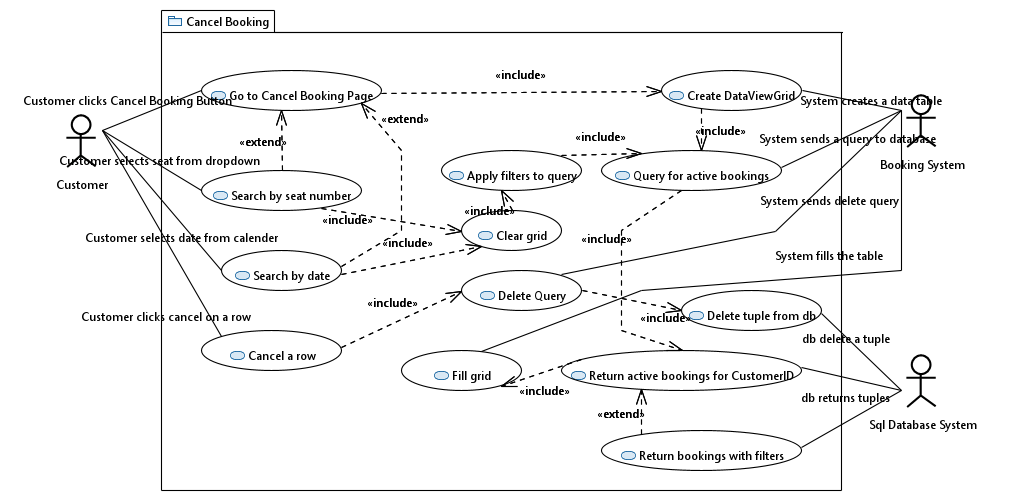 Cancel Booking
«include»
Customer clicks Cancel Booking Button
Go to Cancel Booking Page
Create DataViewGrid
System creates a data table
«extend»
«extend»
«include»
«include»
System sends a query to database
Customer
Customer selects seat from dropdown
Apply filters to query
Query for active bookings
Booking System
Search by seat number
«include»
«include»
System sends delete query
Clear grid
Customer selects date from calender
«include»
«include»
System fills the table
Search by date
Delete Query
«include»
Customer clicks cancel on a row
«include»
Delete tuple from db
db delete a tuple
Cancel a row
Fill grid
Return active bookings for CustomerID
«include»
db returns tuples
«extend»
Sql Database System
Return bookings with filters